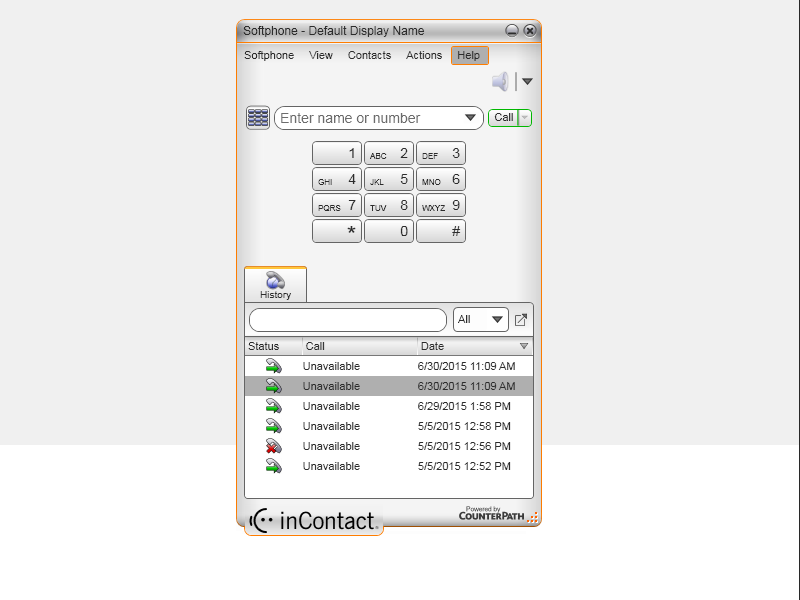 Softphone - Default Display Name
Softphone View Contacts Actions Help
Enter name or number Call
1 ABC 2 DEF 3
GHI 4 JKL 5 MNO 6
PQRS 7 TUV 8 WXYZ 9
* 0 #
History
All
Status Call Date
Unavailable 6/30/2015 11:09 AM
Unavailable 6/30/2015 11:09 AM
Unavailable 6/29/2015 1:58 PM
Unavailable 5/5/2015 12:58 PM
Unavailable 5/5/2015 12:56 PM
Unavailable 5/5/2015 12:52 PM
inContact
Powered by
COUNTERPATH